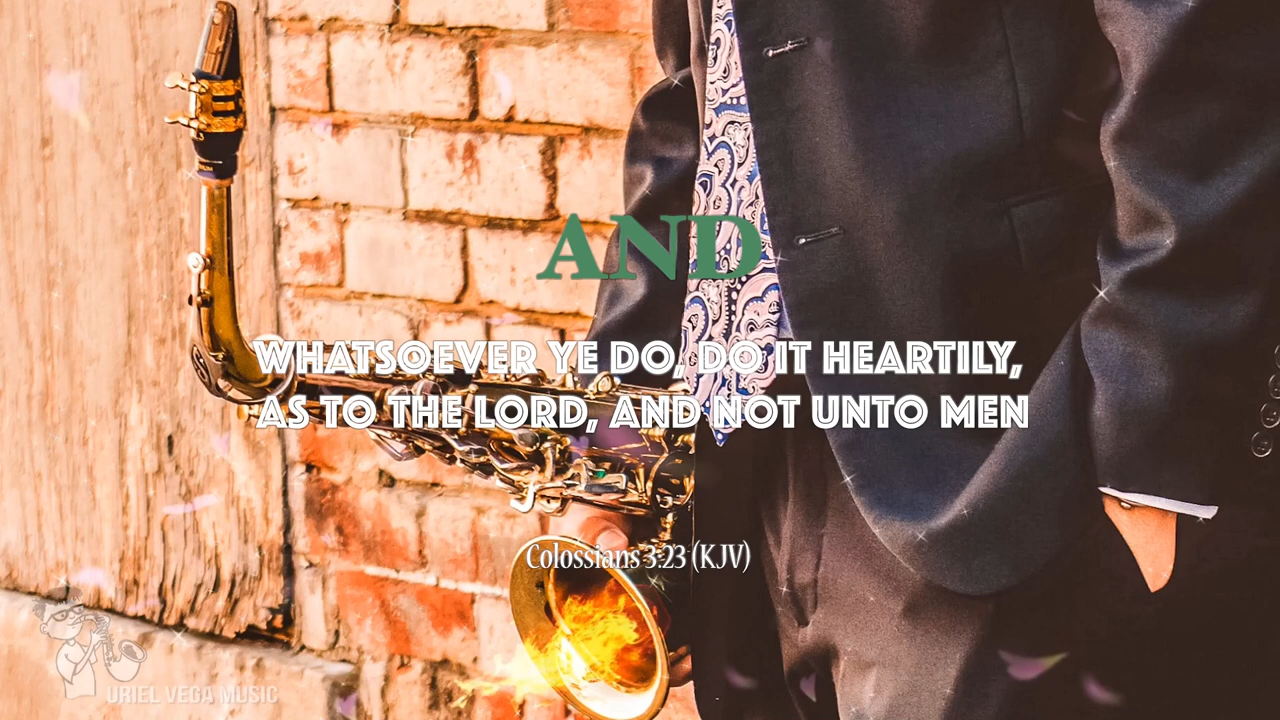 AND
WHATSOEVER YE DO, DO IT HEARTILY,
AS TO THE LORD, AND NOT UNTO MEN
Colossians 3:23 (KJV)
URIEL VEGA MUSIC